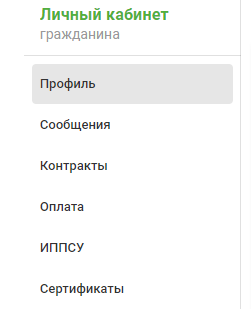 Личный кабинет
гражданина
Профиль
Сообщения
Контракты
Оплата
ИППСУ
Сертификаты